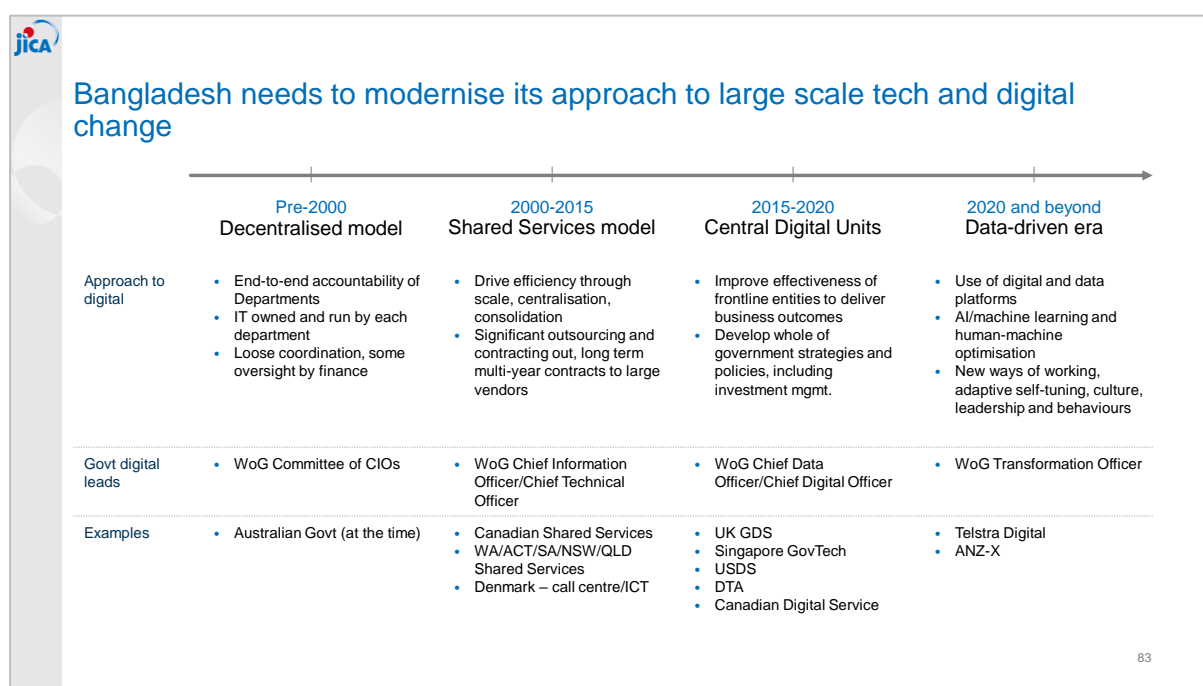 jICA
Bangladesh needs to modernise its approach to large scale tech and digital
change
Pre-2000
Decentralised model
2000-2015
Shared Services model
2015-2020
Central Digital Units
2020 and beyond
Data-driven era
Approach to
digital
• End-to-end accountability of
Departments
• IT owned and run by each
department
• Loose coordination, some
oversight by finance
• Drive efficiency through
scale, centralisation,
consolidation
• Significant outsourcing and
contracting out, long term
multi-year contracts to large
vendors
• Improve effectiveness of
frontline entities to deliver
business outcomes
• Develop whole of
government strategies and
policies, including
investment mgmt.
• Use of digital and data
platforms
• AI/machine learning and
human-machine
optimisation
• New ways of working,
adaptive self-tuning, culture,
leadership and behaviours
Govt digital
leads
• WoG Committee of CIOs
• WoG Chief Information
Officer/Chief Technical
Officer
• WoG Chief Data
Officer/Chief Digital Officer
• WoG Transformation Officer
Examples
• Australian Govt (at the time)
• Canadian Shared Services
• WA/ACT/SA/NSW/QLD
Shared Services
• Denmark – call centre/ICT
• UK GDS
• Singapore GovTech
• USDS
• DTA
• Canadian Digital Service
• Telstra Digital
• ANZ-X
83